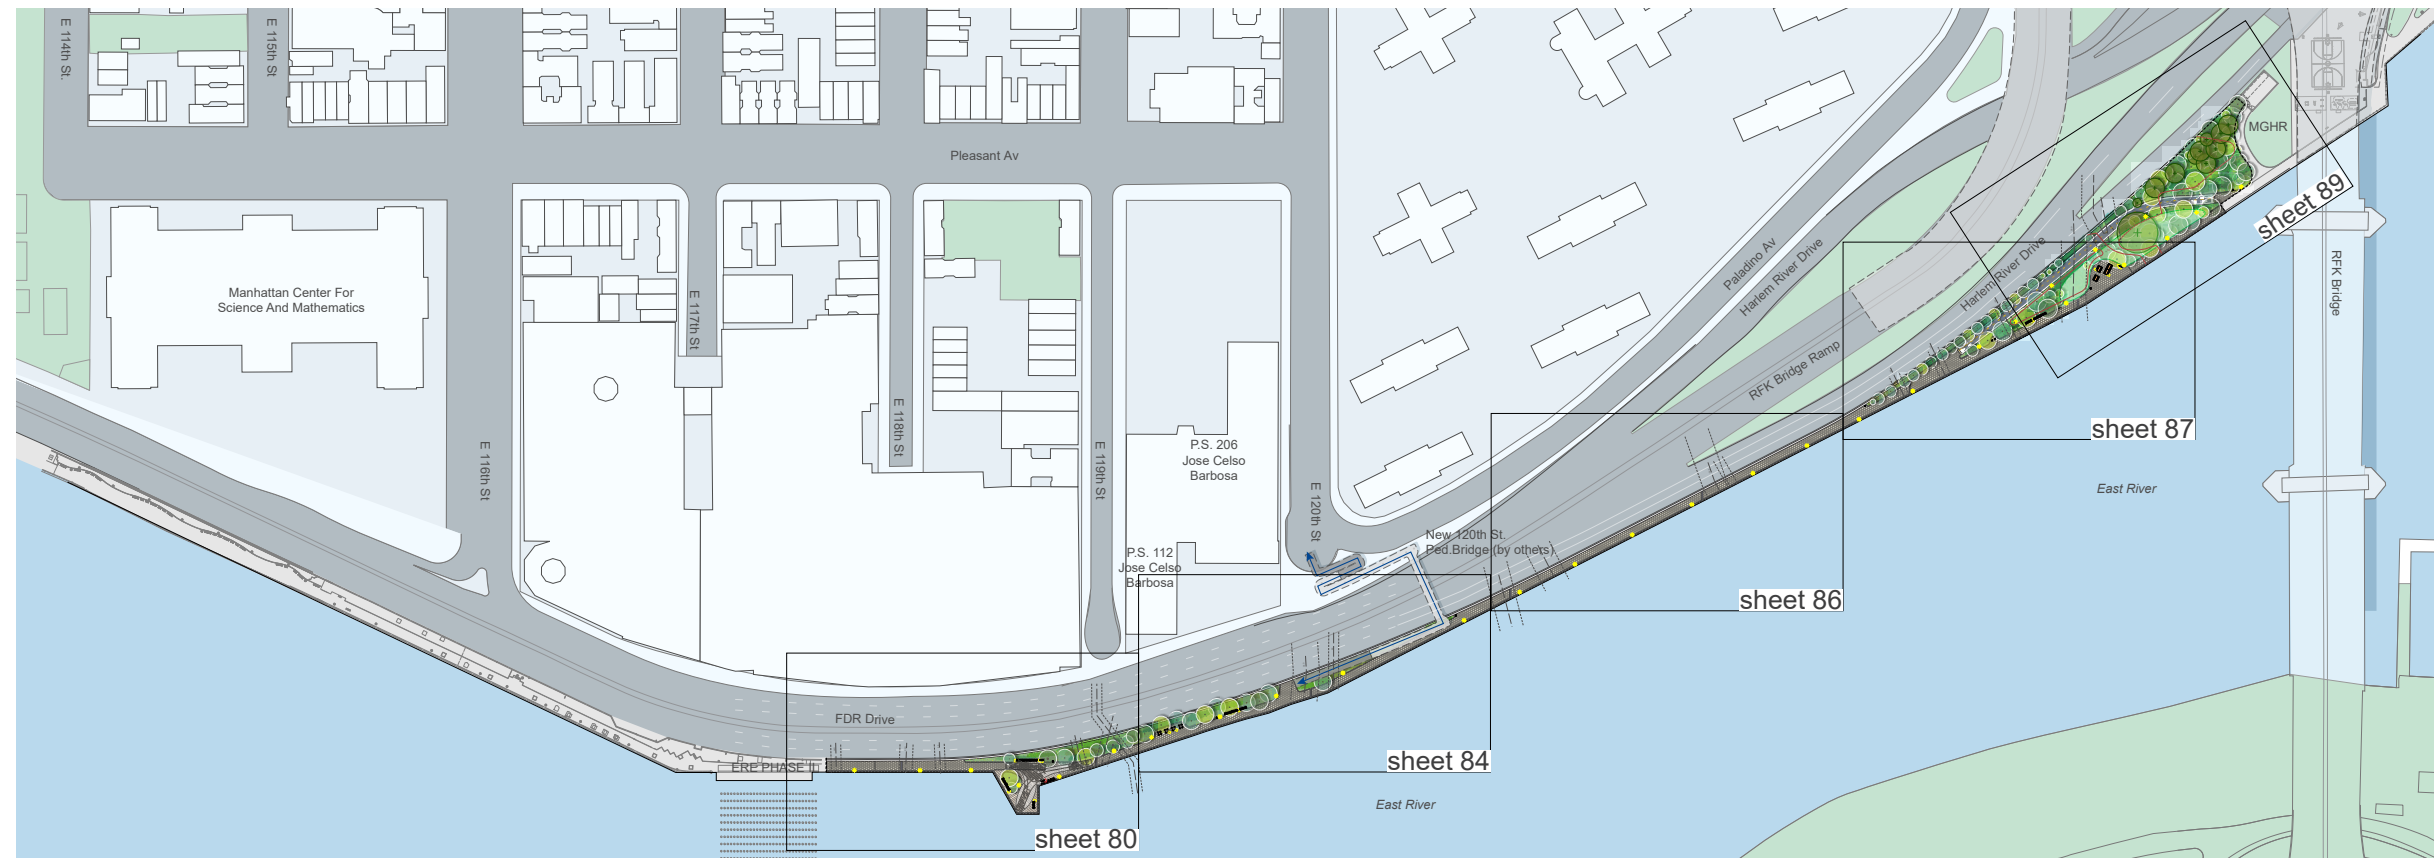 E 114th St.
E 115th St
Pleasant Av
MGHR
sheet 89
Manhattan Center For
Science And Mathematics
E 117th St
Paladino Av
Harlem River Drive
Harlem River Drive
RFK Bridge
RFK Bridge Ramp
E 116th St
E 118th St
E 119th St
P.S. 206
Jose Celso
Barbosa
sheet 87
East River
E 120th St
New 120th St.
Ped.Bridge (by others)
P.S. 112
Jose Celso
Barbosa
sheet 86
FDR Drive
ERE PHASE II
sheet 84
East River
sheet 80